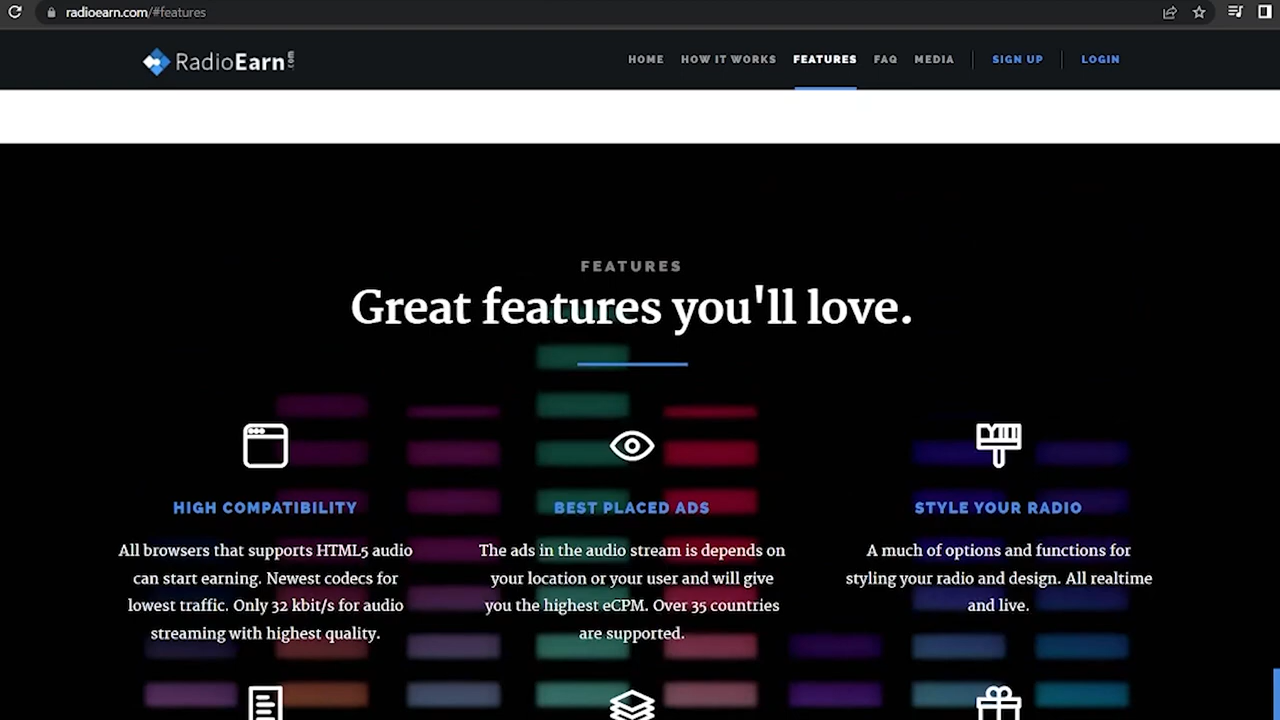 radioearn.com/#features
RadioEarn.com
HOME HOW IT WORKS FEATURES FAQ MEDIA SIGN UP LOGIN
FEATURES
Great features you'll love.
HIGH COMPATIBILITY
All browsers that supports HTML5 audio
can start earning. Newest codecs for
lowest traffic. Only 32 kbit/s for audio
streaming with highest quality.
BEST PLACED ADS
The ads in the audio stream is depends on
your location or your user and will give
you the highest eCPM. Over 35 countries
are supported.
STYLE YOUR RADIO
A much of options and functions for
styling your radio and design. All realtime
and live.